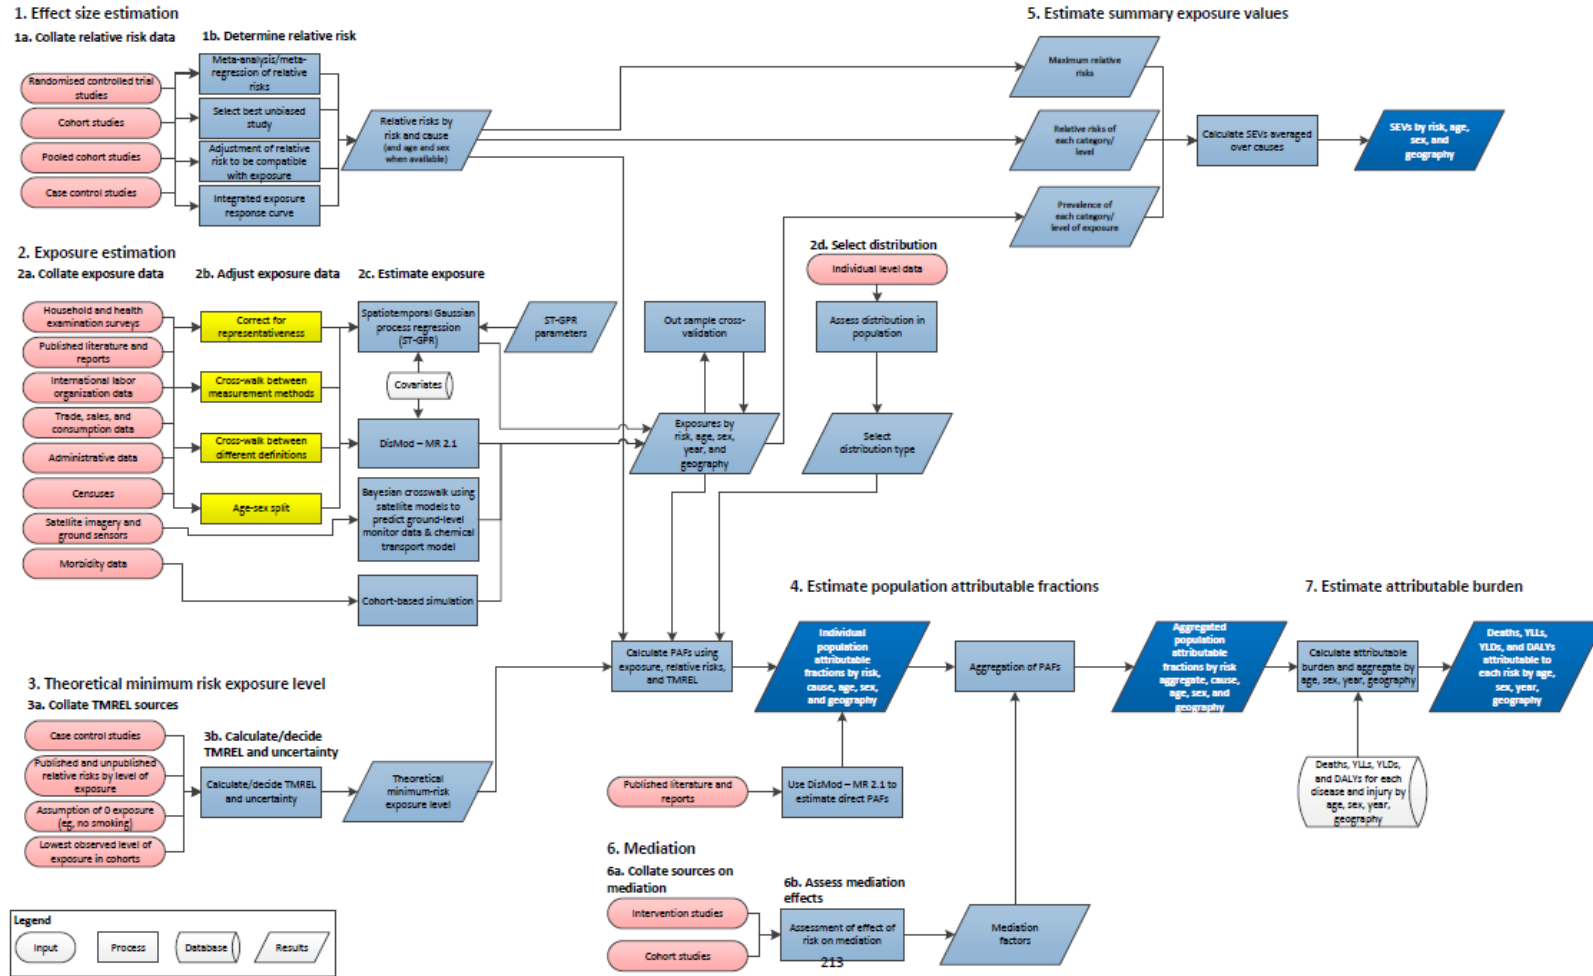 1. Effect size estimation
1a. Collate relative risk data
Randomised controlled trial
studies
Cohort studies
Pooled cohort studies
Case control studies
1b. Determine relative risk
Meta-analysis/meta-
regression of relative
risks
Select best unbiased
study
Adjustment of relative
risk to be compatible
with exposure
Integrated exposure
response curve
Relative risks by
risk and cause
(and age and sex
when available)
5. Estimate summary exposure values
Maximum relative
risks
Relative risks of
each category/
level
Prevalence of
each category/
level of exposure
Calculate SEVs averaged
over causes
SEVs by risk, age,
sex, and
geography
2. Exposure estimation
2a. Collate exposure data
Household and health
examination surveys
Published literature and
reports
International labor
organization data
Trade, sales, and
consumption data
Administrative data
Censuses
Satellite imagery and
ground sensors
Morbidity data
2b. Adjust exposure data
Correct for
representativeness
Cross-walk between
measurement methods
Cross-walk between
different definitions
Age-sex split
2c. Estimate exposure
Spatiotemporal Gaussian
process regression
(ST-GPR)
ST-GPR
parameters
Covariates
DisMod – MR 2.1
Bayesian crosswalk using
satellite models to
predict ground-level
monitor data & chemical
transport model
Cohort-based simulation
Out sample cross-
validation
Exposures by
risk, age, sex,
year, and
geography
2d. Select distribution
Individual level data
Assess distribution in
population
Select
distribution type
3. Theoretical minimum risk exposure level
3a. Collate TMREL sources
Case control studies
Published and unpublished
relative risks by level of
exposure
Assumption of 0 exposure
(eg, no smoking)
Lowest observed level of
exposure in cohorts
3b. Calculate/decide
TMREL and uncertainty
Calculate/decide TMREL
and uncertainty
Theoretical
minimum-risk
exposure level
4. Estimate population attributable fractions
Calculate PAFs using
exposure, relative risks,
and TMREL
Individual
population
attributable
fractions by risk,
cause, age, sex,
and geography
Aggregation of PAFs
Aggregated
population
attributable
fractions by risk
aggregate, cause,
age, sex, and
geography
Published literature and
reports
Use DisMod – MR 2.1 to
estimate direct PAFs
7. Estimate attributable burden
Calculate attributable
burden and aggregate by
age, sex, year, geography
Deaths, YLLs,
YLDs, and DALYs
attributable to
each risk by age,
sex, year,
geography
Deaths, YLLs, YLDs,
and DALYs for each
disease and injury by
age, sex, year,
geography
6. Mediation
6a. Collate sources on
mediation
Intervention studies
Cohort studies
6b. Assess mediation
effects
Assessment of effect of
risk on mediation
Mediation
factors
Legend
Input
Process
Database
Results
213